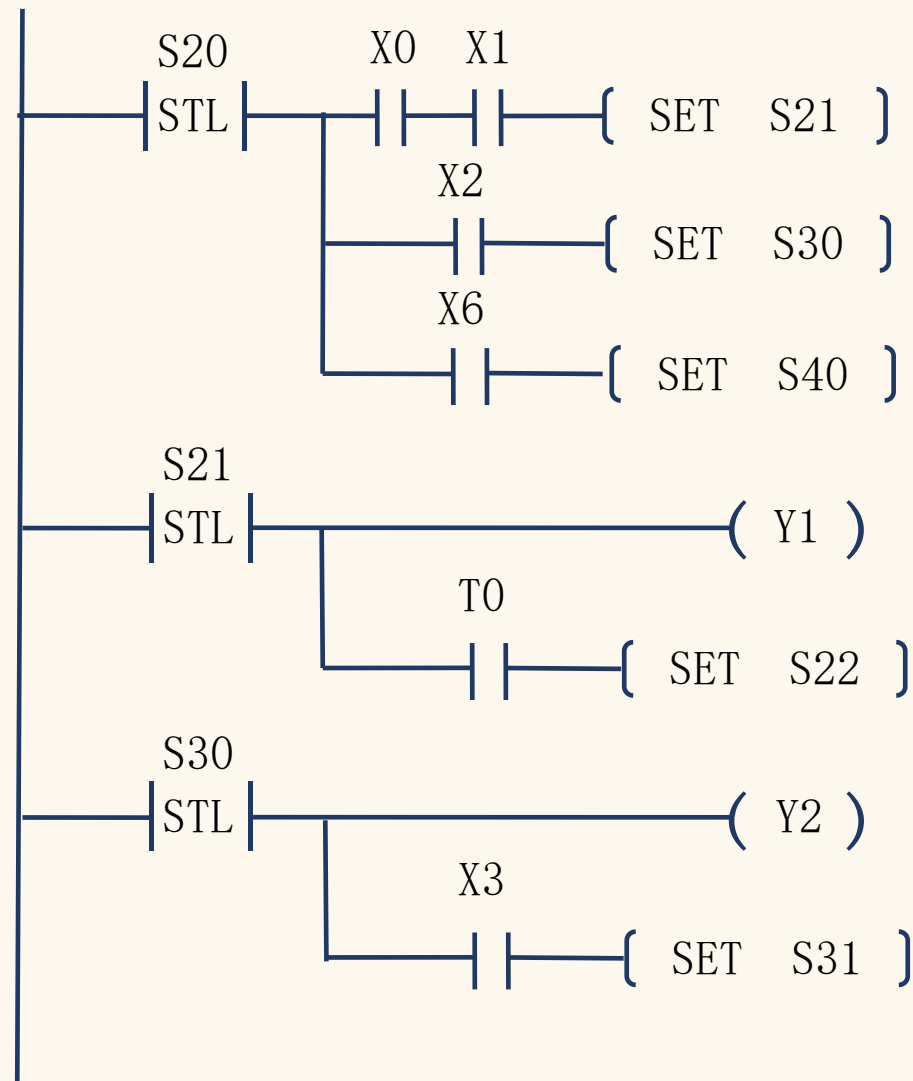 S20 X0 X1
STL SET S21
X2
SET S30
X6
SET S40
S21
STL Y1
T0
SET S22
S30
STL Y2
X3
SET S31